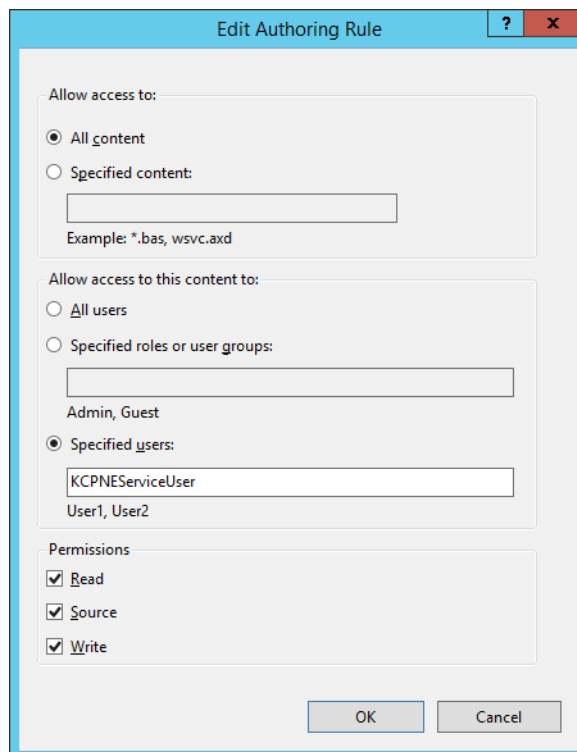 Edit Authoring Rule
? x
Allow access to:
All content
Specified content:
Example: *.bas, wsvc.axd
Allow access to this content to:
All users
Specified roles or user groups:
Admin, Guest
Specified users:
KCPNEServiceUser
User1, User2
Permissions
Read
Source
Write
OK Cancel